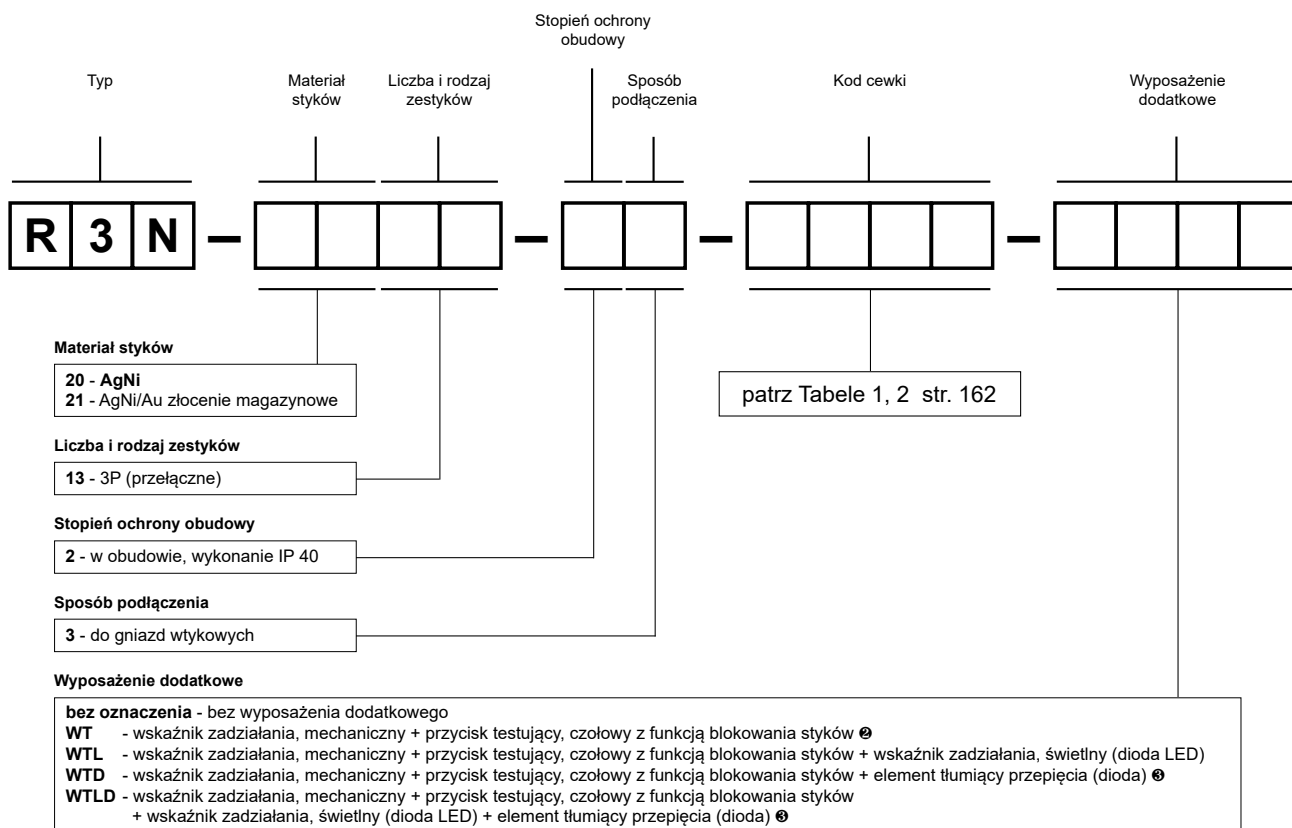 Stopień ochrony
obudowy
Typ
Materiał
styków
Liczba i rodzaj
zestyków
Sposób
podłączenia
Kod cewki
Wyposażenie
dodatkowe
R 3 N – – – –
Materiał styków
20 - AgNi
21 - AgNi/Au złocenie magazynowe
patrz Tabele 1, 2 str. 162
Liczba i rodzaj zestyków
13 - 3P (przełączne)
Stopień ochrony obudowy
2 - w obudowie, wykonanie IP 40
Sposób podłączenia
3 - do gniazd wtykowych
Wyposażenie dodatkowe
bez oznaczenia - bez wyposażenia dodatkowego
WT - wskaźnik zadziałania, mechaniczny + przycisk testujący, czołowy z funkcją blokowania styków ❷
WTL - wskaźnik zadziałania, mechaniczny + przycisk testujący, czołowy z funkcją blokowania styków + wskaźnik zadziałania, świetlny (dioda LED)
WTD - wskaźnik zadziałania, mechaniczny + przycisk testujący, czołowy z funkcją blokowania styków + element tłumiący przepięcia (dioda) ❸
WTLD - wskaźnik zadziałania, mechaniczny + przycisk testujący, czołowy z funkcją blokowania styków
+ wskaźnik zadziałania, świetlny (dioda LED) + element tłumiący przepięcia (dioda) ❸